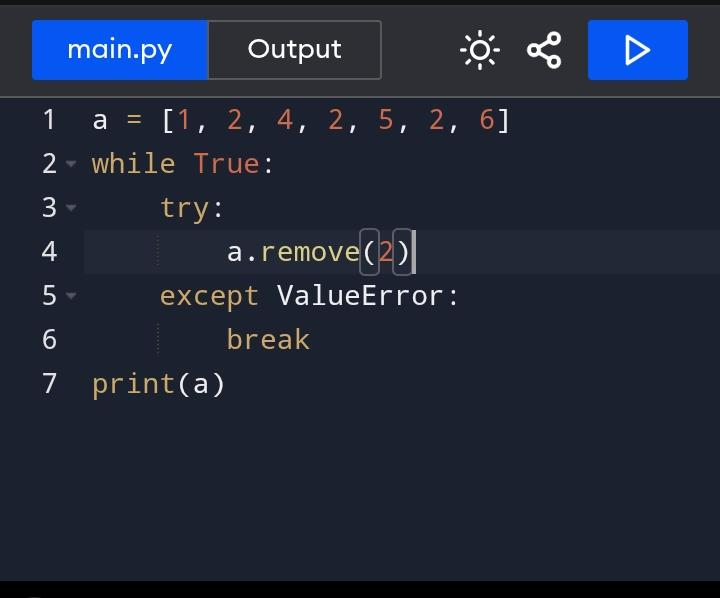 main.py Output
1 a = [1, 2, 4, 2, 5, 2, 6]
2 while True:
3     try:
4         a.remove(2)
5     except ValueError:
6         break
7 print(a)